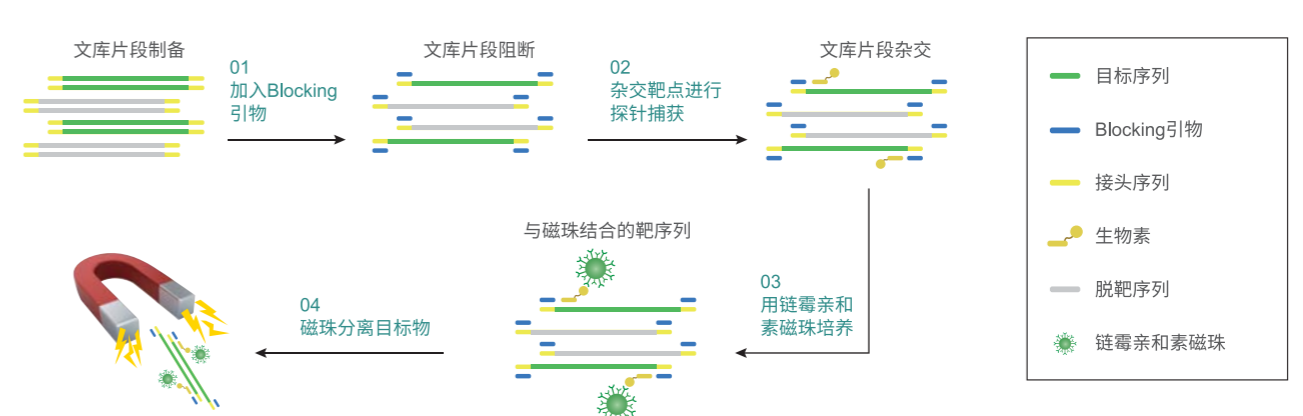 文库片段制备
01
加入Blocking
引物
文库片段阻断
02
杂交靶点进行
探针捕获
文库片段杂交
03
用链霉亲和
素磁珠培养
与磁珠结合的靶序列
04
磁珠分离目标物
目标序列
Blocking引物
接头序列
生物素
脱靶序列
链霉亲和素磁珠